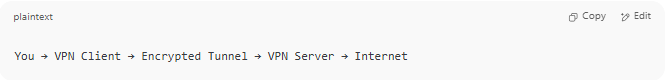 plaintext
Copy
Edit
You → VPN Client → Encrypted Tunnel → VPN Server → Internet